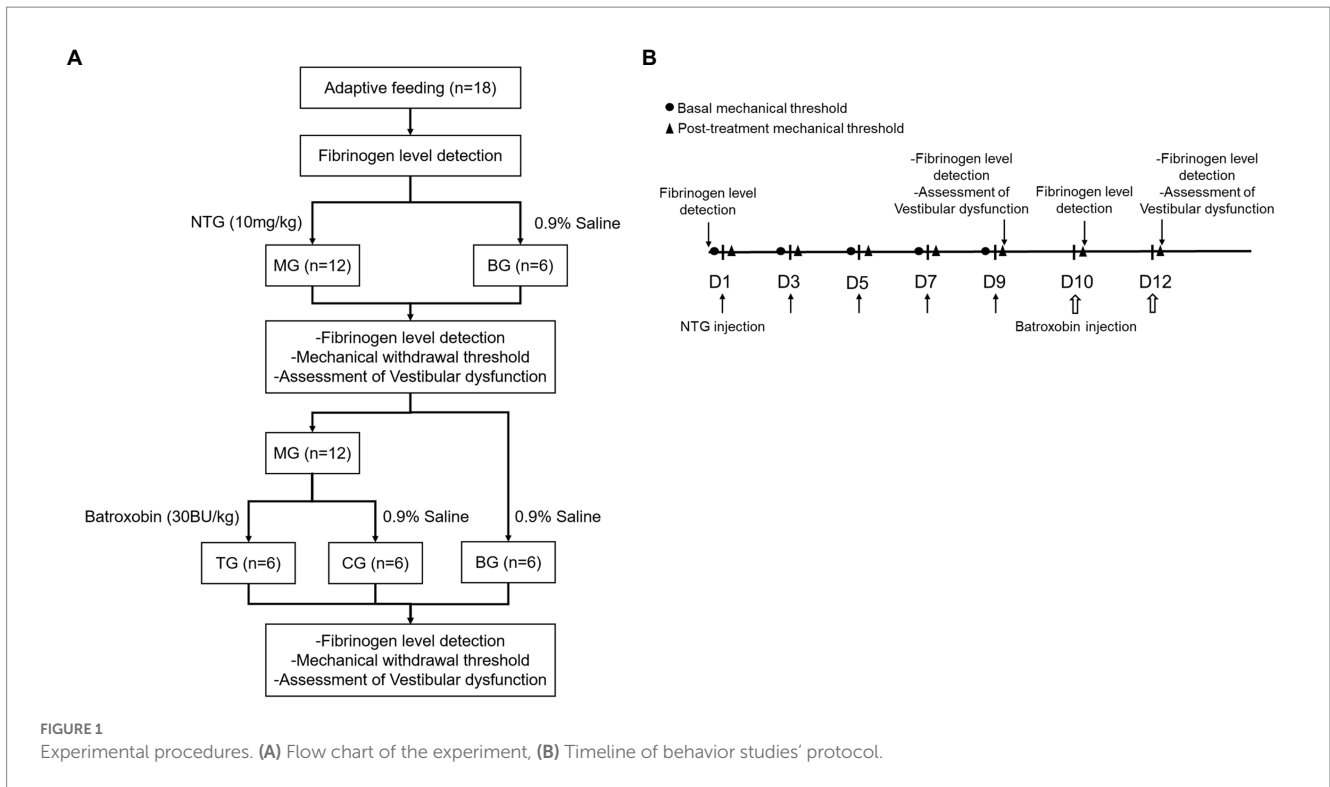 A
Adaptive feeding (n=18)
Fibrinogen level detection
NTG (10mg/kg)
0.9% Saline
MG (n=12)
BG (n=6)
-Fibrinogen level detection
-Mechanical withdrawal threshold
-Assessment of Vestibular dysfunction
MG (n=12)
Batroxobin (30BU/kg)
0.9% Saline
0.9% Saline
TG (n=6)
CG (n=6)
BG (n=6)
-Fibrinogen level detection
-Mechanical withdrawal threshold
-Assessment of Vestibular dysfunction
B
Basal mechanical threshold
Post-treatment mechanical threshold
Fibrinogen level
detection
-Fibrinogen level
detection
-Assessment of
Vestibular dysfunction
Fibrinogen level
detection
-Fibrinogen level
detection
-Assessment of
Vestibular dysfunction
D1
D3
D5
D7
D9
D10
D12
NTG injection
Batroxobin injection
FIGURE 1
Experimental procedures. (A) Flow chart of the experiment, (B) Timeline of behavior studies' protocol.